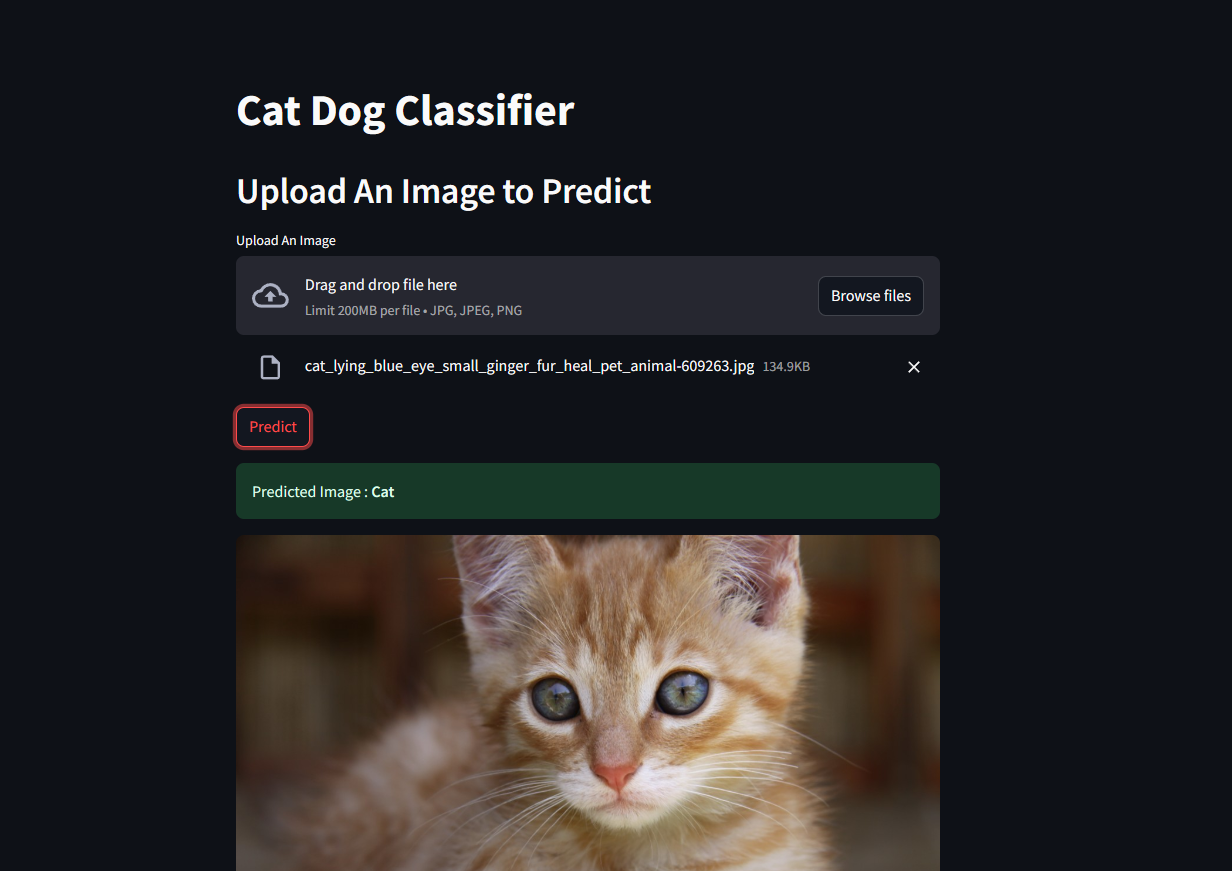 Cat Dog Classifier
Upload An Image to Predict
Upload An Image
Drag and drop file here
Limit 200MB per file • JPG, JPEG, PNG
Browse files
cat_lying_blue_eye_small_ginger_fur_heal_pet_animal-609263.jpg 134.9KB
Predict
Predicted Image : Cat